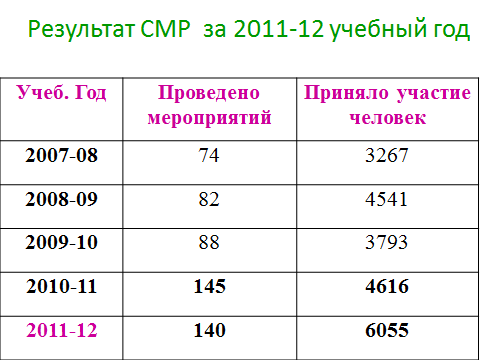 Результат СМР за 2011-12 учебный год
Учеб. Год Проведено мероприятий Приняло участие человек
2007-08 74 3267
2008-09 82 4541
2009-10 88 3793
2010-11 145 4616
2011-12 140 6055